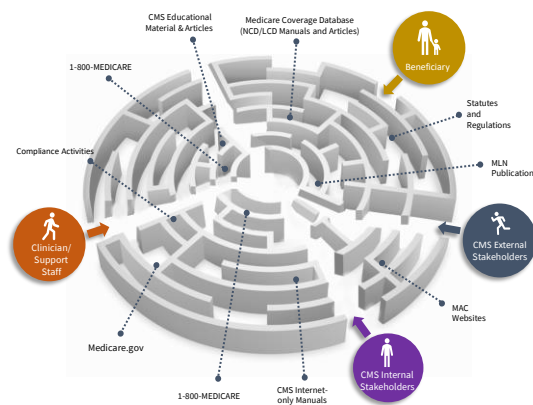 CMS Educational
Material & Articles
Medicare Coverage Database
(NCD/LCD Manuals and Articles)
1-800-MEDICARE
Beneficiary
Statutes
and
Regulations
Compliance Activities
MLN
Publication
Clinician/
Support
Staff
CMS External
Stakeholders
MAC
Websites
Medicare.gov
CMS Internal
Stakeholders
1-800-MEDICARE
CMS Internet-
only Manuals